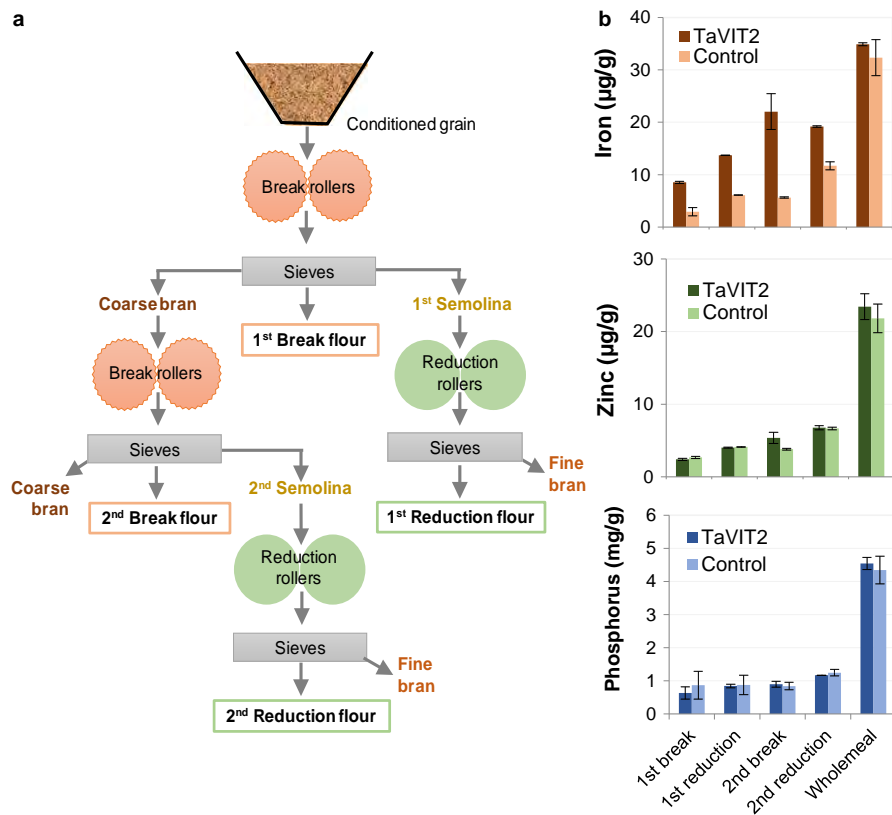 a
Conditioned grain
Break rollers
Sieves
Coarse bran
1st Semolina
1st Break flour
Break rollers
Reduction
rollers
Sieves
Sieves
Coarse
bran
2nd Semolina
Fine
bran
2nd Break flour
1st Reduction flour
Reduction
rollers
Sieves
Fine
bran
2nd Reduction flour
b
Iron (µg/g)
40
30
20
10
0
TaVIT2
Control
Zinc (µg/g)
30
20
10
0
TaVIT2
Control
Phosphorus (mg/g)
6
5
4
3
2
1
0
TaVIT2
Control
1st break
1st reduction
2nd break
2nd reduction
Wholemeal